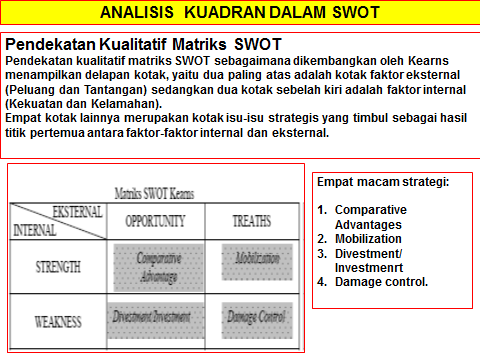 ANALISIS KUADRAN DALAM SWOT
Pendekatan Kualitatif Matriks SWOT
Pendekatan kualitatif matriks SWOT sebagaimana dikembangkan oleh Kearns
menampilkan delapan kotak, yaitu dua paling atas adalah kotak faktor eksternal
(Peluang dan Tantangan) sedangkan dua kotak sebelah kiri adalah faktor internal
(Kekuatan dan Kelamahan).
Empat kotak lainnya merupakan kotak isu-isu strategis yang timbul sebagai hasil
titik pertemua antara faktor-faktor internal dan eksternal.
Matriks SWOT Kearns
EKSTERNAL
INTERNAL
OPPORTUNITY
TREATHS
STRENGTH
Comparative
Advantage
Mobilization
WEAKNESS
Divestment/Investment
Damage Control
Empat macam strategi:
1. Comparative
Advantages
2. Mobilization
3. Divestment/
Investmenrt
4. Damage control.